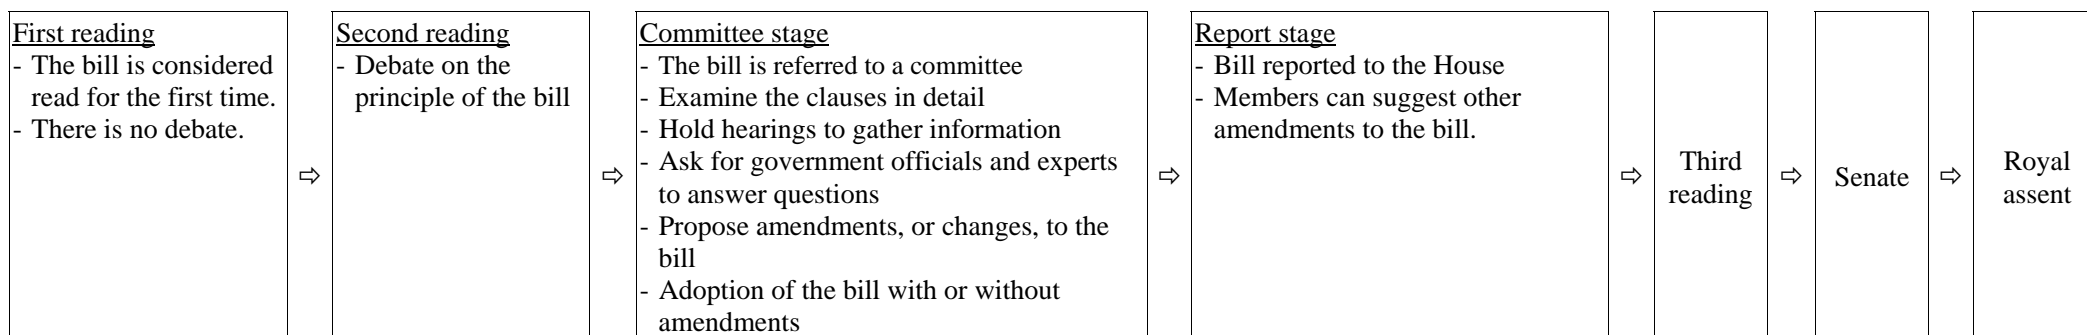 First reading
- The bill is considered
read for the first time.
- There is no debate.
⇨
Second reading
- Debate on the
principle of the bill
⇨
Committee stage
- The bill is referred to a committee
- Examine the clauses in detail
- Hold hearings to gather information
- Ask for government officials and experts
to answer questions
- Propose amendments, or changes, to the
bill
- Adoption of the bill with or without
amendments
⇨
Report stage
- Bill reported to the House
- Members can suggest other
amendments to the bill.
⇨
Third
reading
⇨
Senate
⇨
Royal
assent